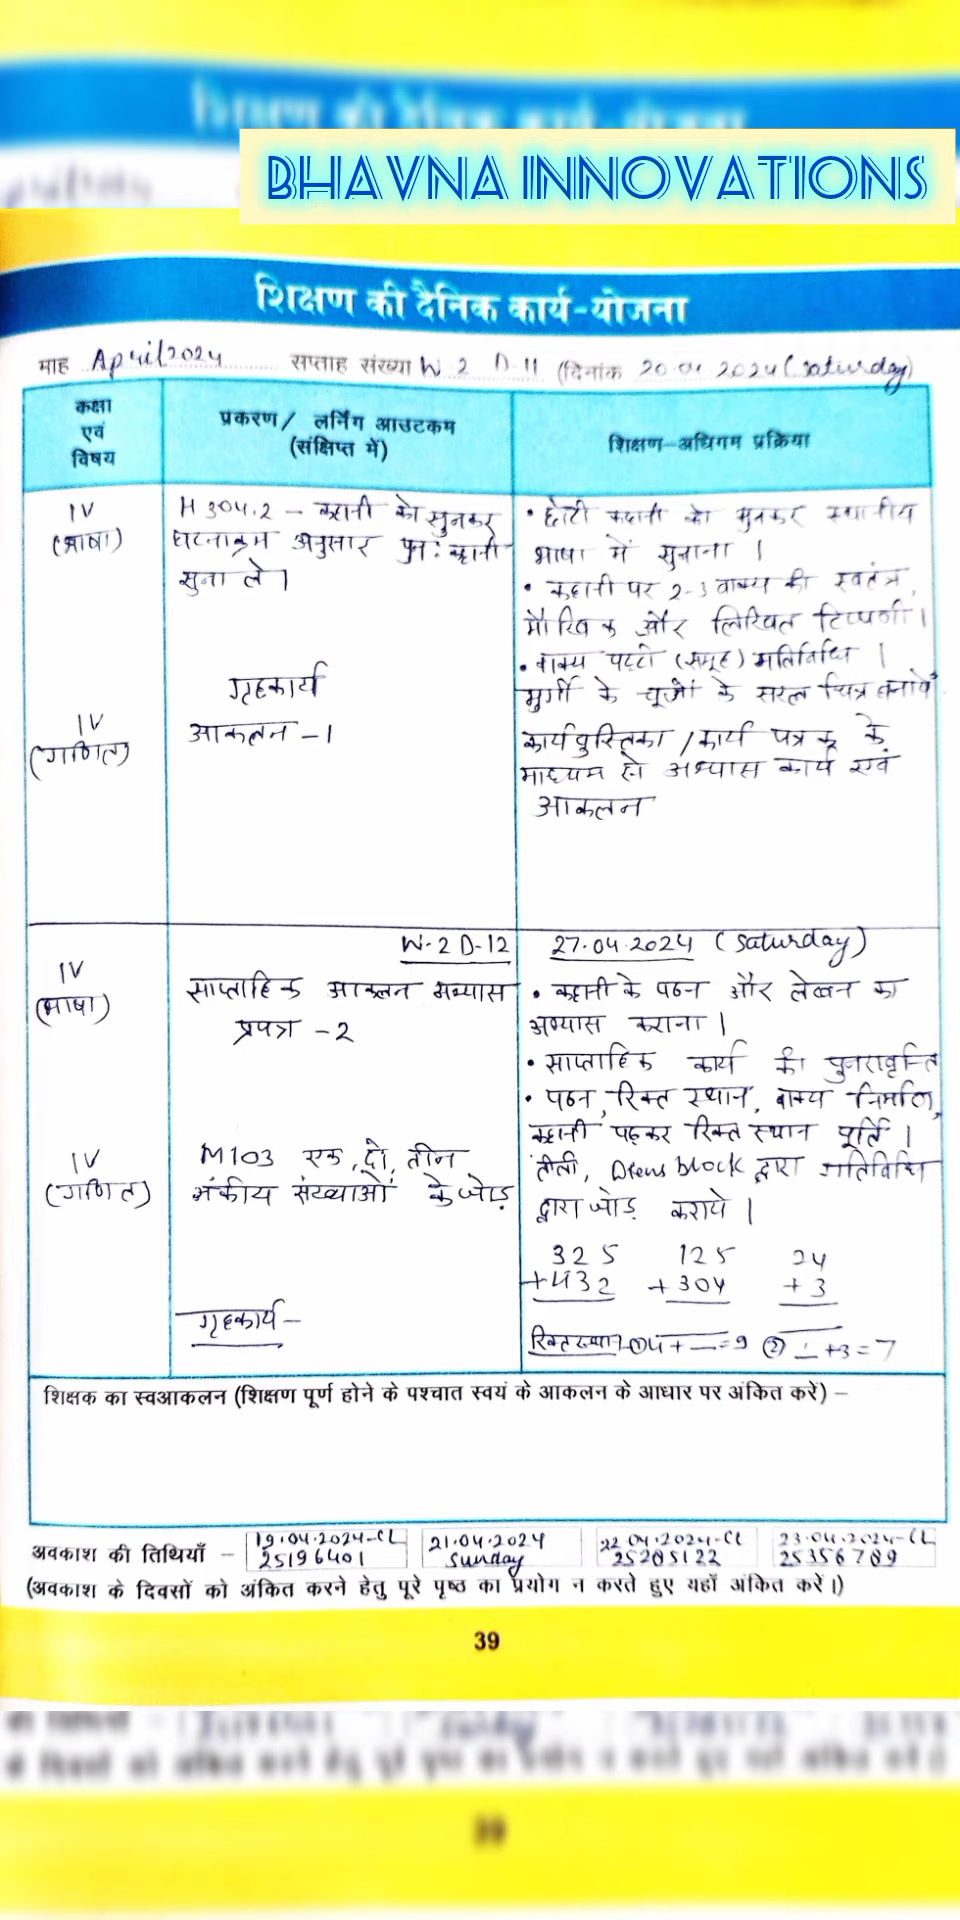 BHAVNA INNOVATIONS
शिक्षण की दैनिक कार्य-योजना
माह April 2024 सप्ताह संख्या W. 2 D-11 (दिनांक 20.04.2024 (Saturday)
कक्षा एवं विषय
प्रकरण / लर्निंग आउटकम
(संक्षिप्त में)
शिक्षण-अधिगम प्रक्रिया
IV
(भाषा)
H 304.2 - कहानी को सुनकर
घटनाक्रम अनुसार पुन: कहानी
सुना ले।
• छोटी कहानी को सुनकर स्थानीय
भाषा में सुनाना।
• कहानी पर 2-3 वाक्य की स्वतंत्र,
मौखिक और लिखित टिप्पणी।
• वाक्य पट्टी (समूह) गतिविधि।
मुर्गी के चूजों के सरल चित्र बनाये
गृहकार्य
IV
(गणित)
आकलन -1
कार्यपुस्तिका / कार्य पत्रक के
माध्यम से अभ्यास कार्य एवं
आकलन
W-2 D-12 27.04.2024 (Saturday)
IV
(भाषा)
साप्ताहिक आकलन अभ्यास
प्रपत्र -2
• कहानी के पठन और लेखन का
अभ्यास कराना।
• साप्ताहिक कार्य की पुनरावृत्ति
• पठन, रिक्त स्थान, वाक्य निर्माण,
कहानी पढ़कर रिक्त स्थान पूर्ति।
IV
(गणित)
M103 एक, दो, तीन
अंकीय संख्याओं के जोड़
तीली, block द्वारा गतिविधि
द्वारा जोड़ कराये।
325 125 24
+432 +304 +3
गृहकार्य -
रिक्त स्थान ① 4 + __ = 9 ② __ +3 = 7
शिक्षक का स्वआकलन (शिक्षण पूर्ण होने के पश्चात स्वयं के आकलन के आधार पर अंकित करें) –
अवकाश की तिथियाँ –
19.04.2024-CL
25196401
21.04.2024
Sunday
22.04.2024-CL
25205122
23.04.2024-CL
25356789
(अवकाश के दिवसों को अंकित करने हेतु पूरे पृष्ठ का प्रयोग न करते हुए यहाँ अंकित करें।)
39